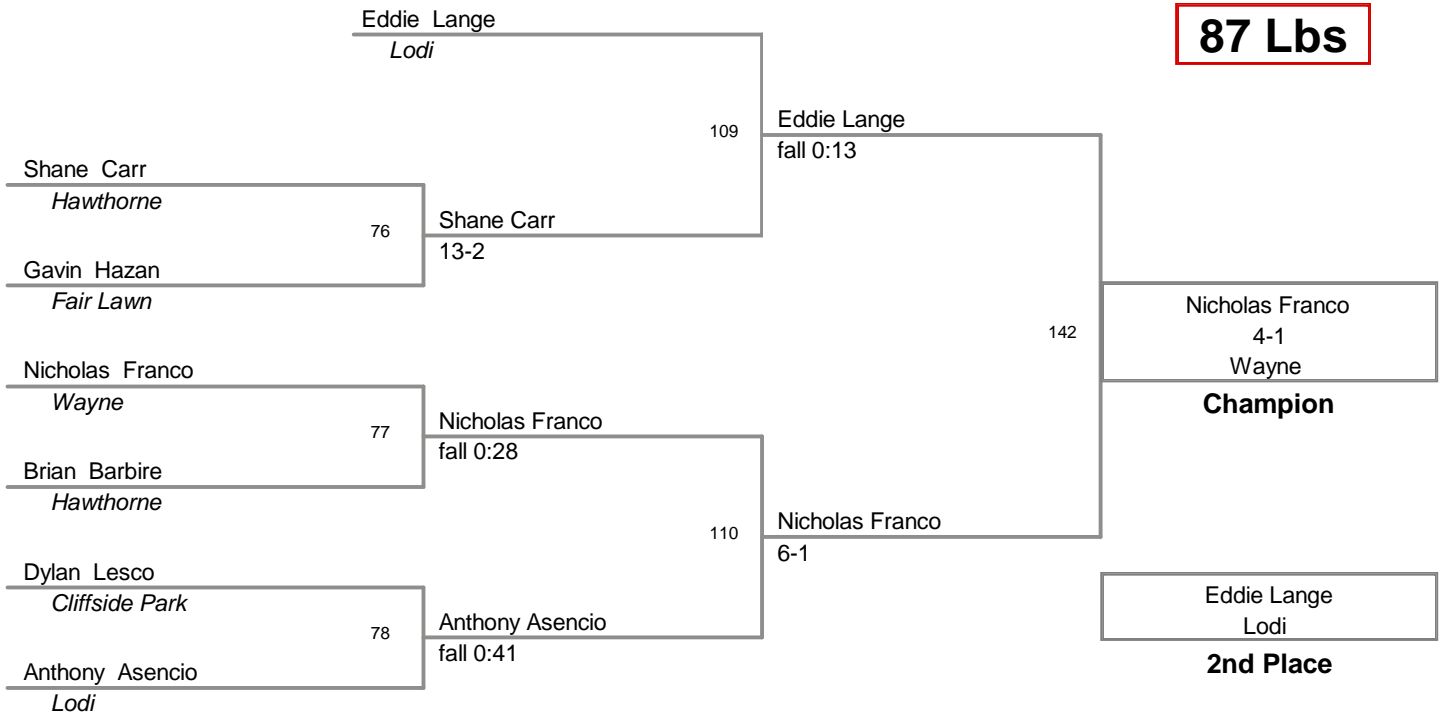 Eddie Lange
Lodi
87 Lbs
109
Eddie Lange
fall 0:13
Shane Carr
Hawthorne
76
Shane Carr
13-2
Gavin Hazan
Fair Lawn
142
Nicholas Franco
4-1
Wayne
Champion
Nicholas Franco
Wayne
77
Nicholas Franco
fall 0:28
Brian Barbire
Hawthorne
110
Nicholas Franco
6-1
Dylan Lesco
Cliffside Park
78
Anthony Asencio
fall 0:41
Anthony Asencio
Lodi
Eddie Lange
Lodi
2nd Place